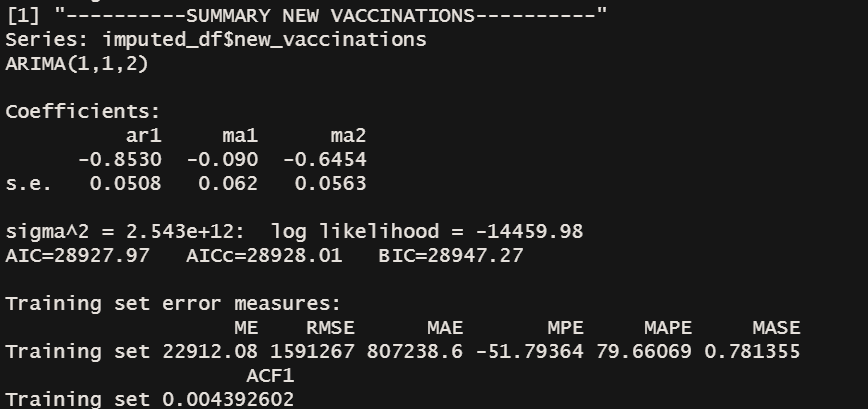 [1] "----------SUMMARY NEW VACCINATIONS----------"
Series: imputed_df$new_vaccinations
ARIMA(1,1,2)
Coefficients:
ar1 ma1 ma2
-0.8530 -0.090 -0.6454
s.e. 0.0508 0.062 0.0563
sigma^2 = 2.543e+12: log likelihood = -14459.98
AIC=28927.97 AICc=28928.01 BIC=28947.27
Training set error measures:
ME RMSE MAE MPE MAPE MASE
Training set 22912.08 1591267 807238.6 -51.79364 79.66069 0.781355
ACF1
Training set 0.004392602